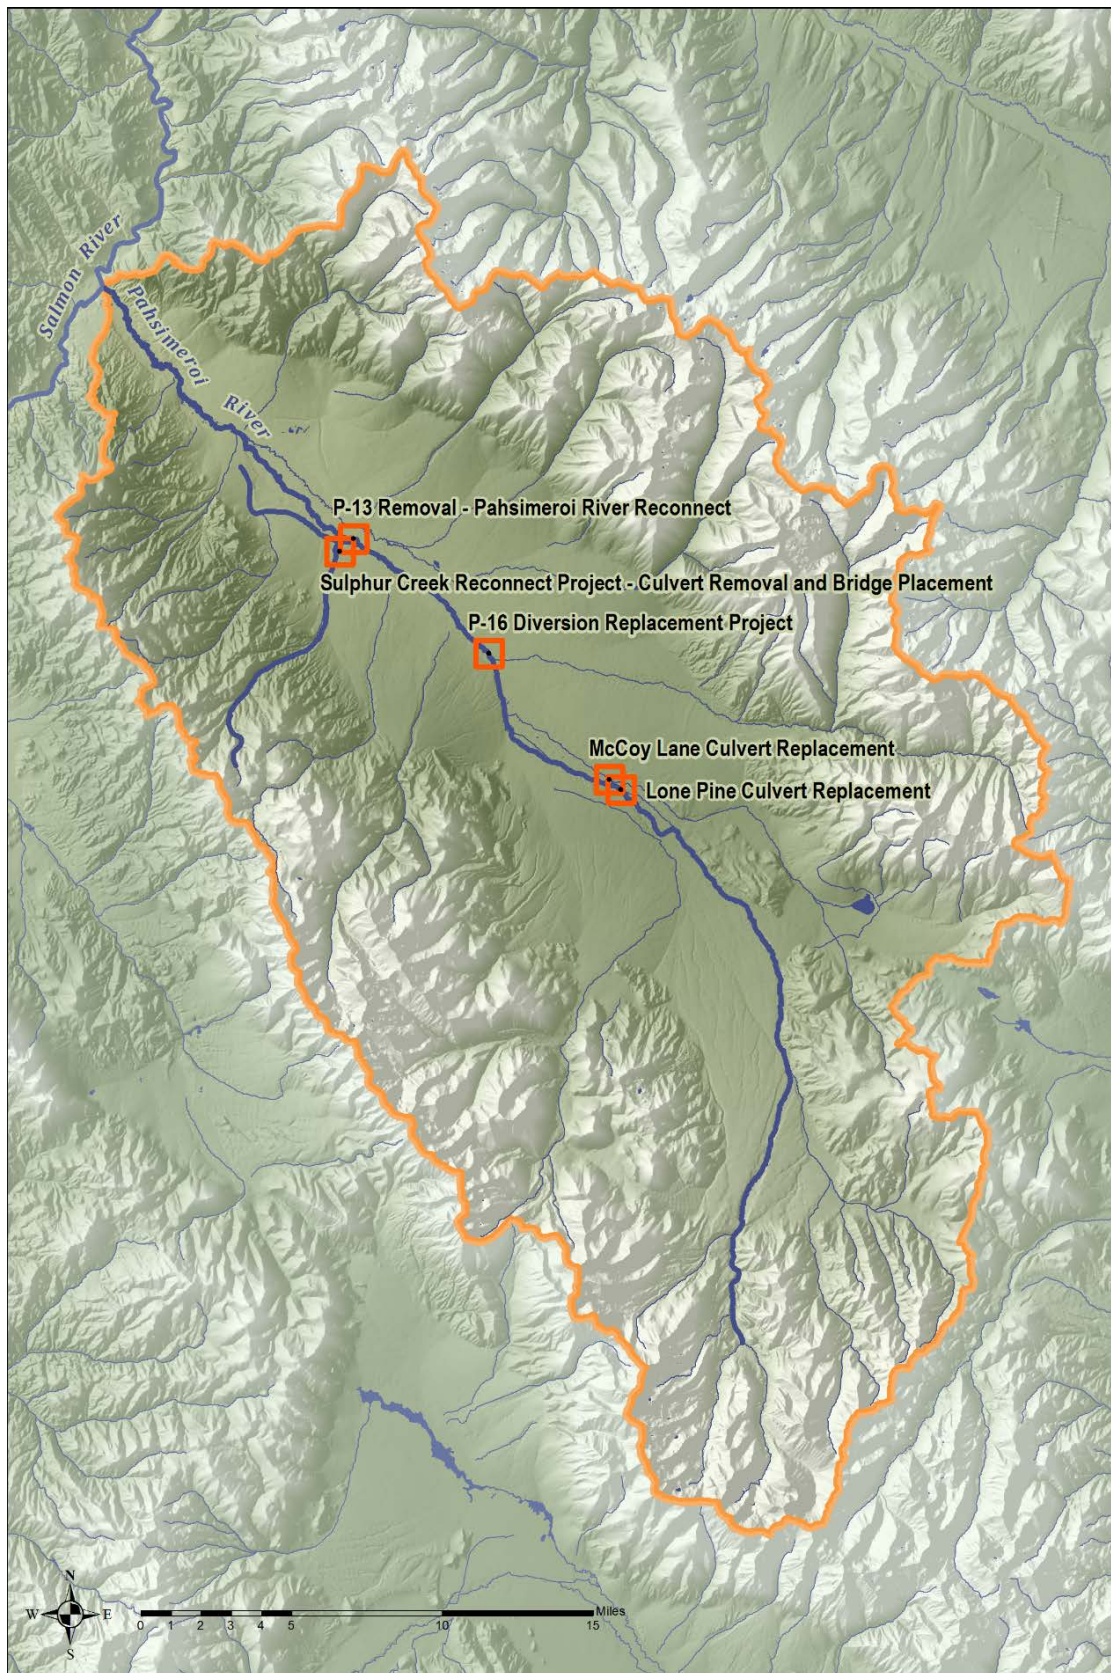 Salmon River
Pahsimeroi
River
P-13 Removal - Pahsimeroi River Reconnect
Sulphur Creek Reconnect Project - Culvert Removal and Bridge Placement
P-16 Diversion Replacement Project
McCoy Lane Culvert Replacement
Lone Pine Culvert Replacement
N
W E
S
Miles
0 1 2 3 4 5 10 15